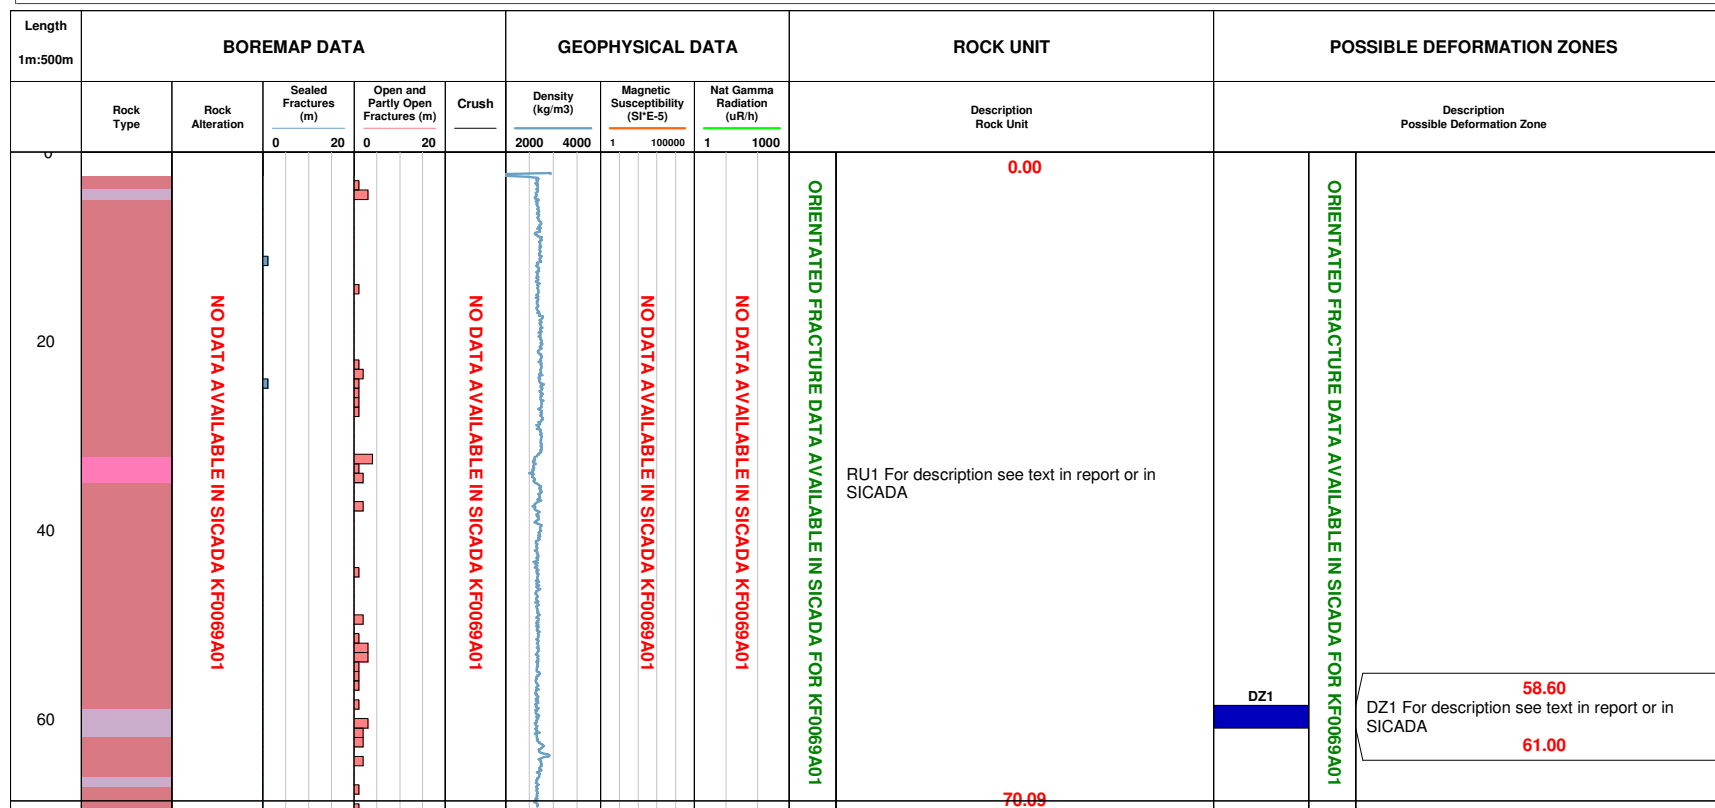 Length
1m:500m
BOREMAP DATA
GEOPHYSICAL DATA
ROCK UNIT
POSSIBLE DEFORMATION ZONES
Rock
Type
Rock
Alteration
Sealed
Fractures
(m)
0 20
Open and
Partly Open
Fractures (m)
0 20
Crush
Density
(kg/m3)
2000 4000
Magnetic
Susceptibility
(SI*E-5)
1 100000
Nat Gamma
Radiation
(uR/h)
1 1000
Description
Rock Unit
Description
Possible Deformation Zone
0
20
40
60
NO DATA AVAILABLE IN SICADA KF0069A01
NO DATA AVAILABLE IN SICADA KF0069A01
NO DATA AVAILABLE IN SICADA KF0069A01
NO DATA AVAILABLE IN SICADA KF0069A01
ORIENTATED FRACTURE DATA AVAILABLE IN SICADA FOR KF0069A01
0.00
RU1 For description see text in report or in
SICADA
70.09
DZ1
ORIENTATED FRACTURE DATA AVAILABLE IN SICADA FOR KF0069A01
58.60
DZ1 For description see text in report or in
SICADA
61.00